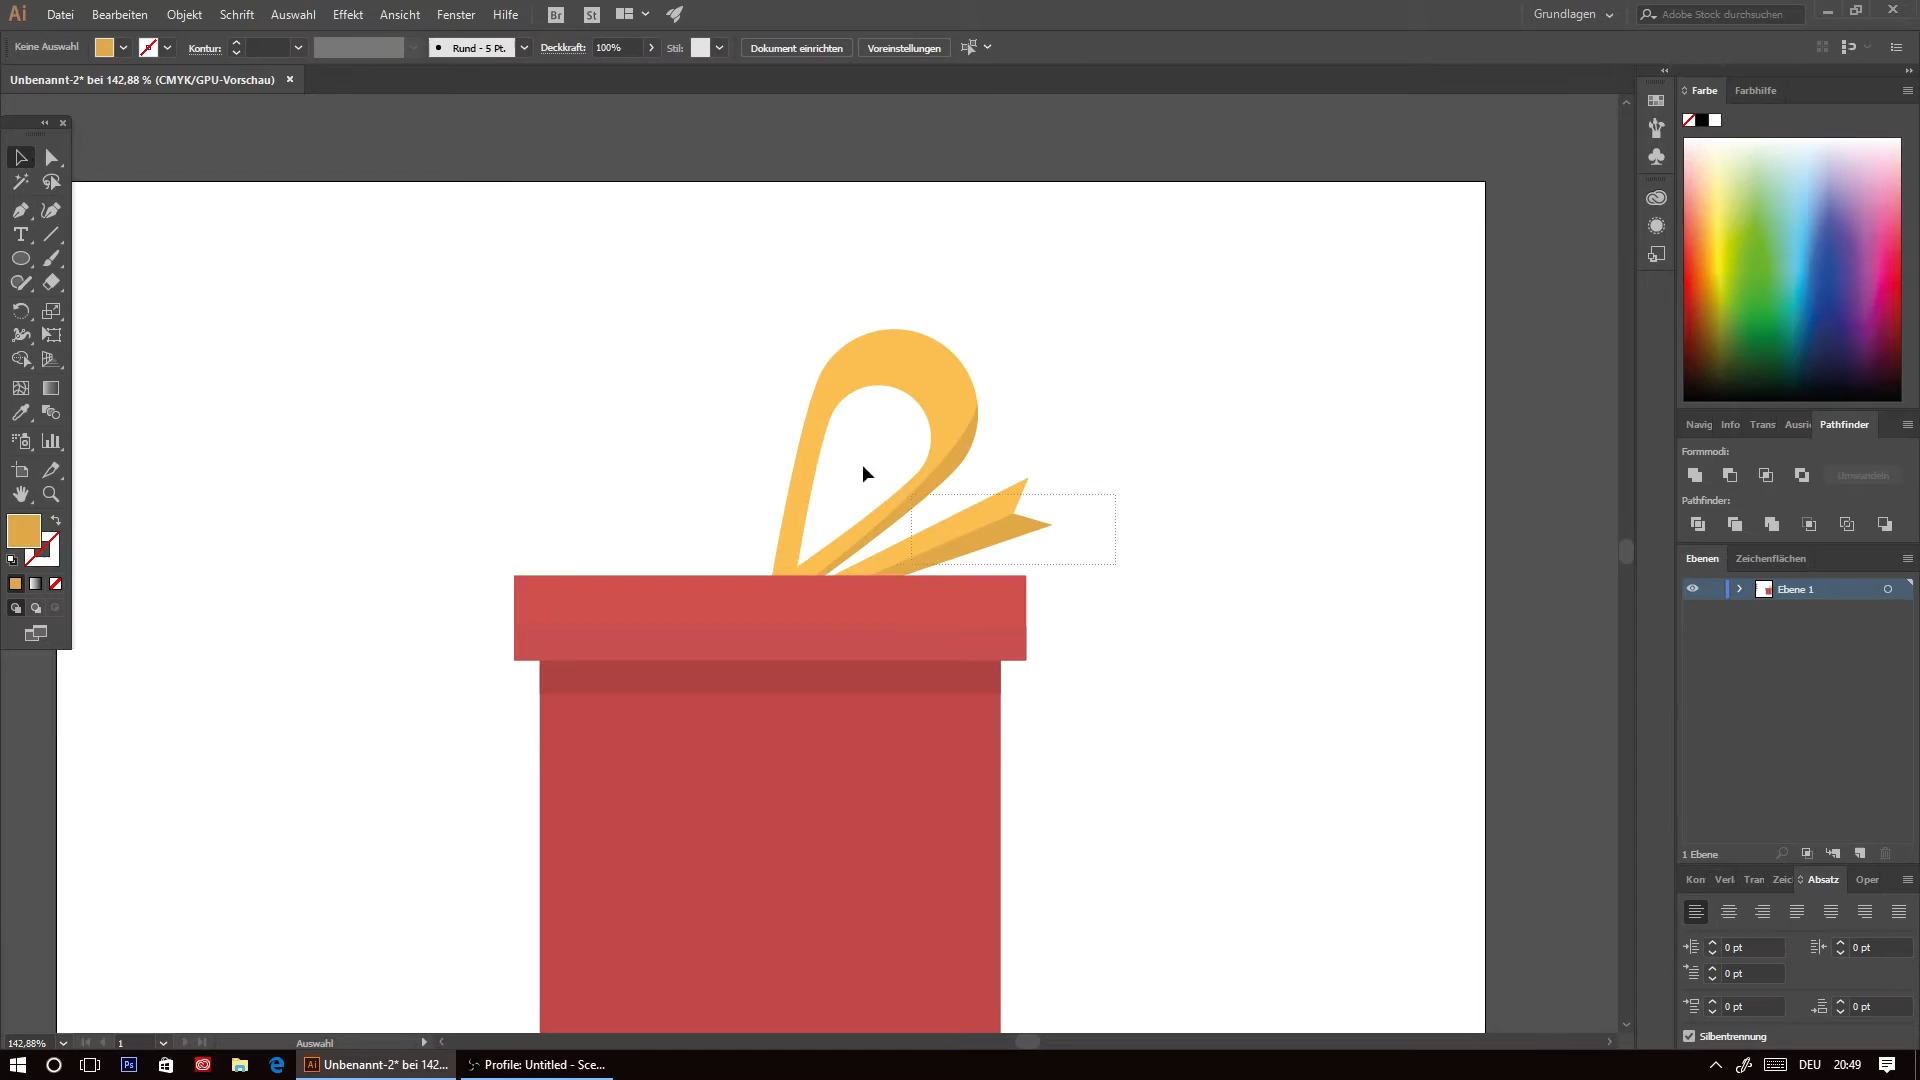 Ai Datei Bearbeiten Objekt Schrift Auswahl Effekt Ansicht Fenster Hilfe Br St Grundlagen Adobe Stock durchsuchen
Keine Auswahl Kontur: Rund - 5 Pt. Deckkraft: 100% Stil: Dokument einrichten Voreinstellungen
Unbenannt-2* bei 142,88 % (CMYK/GPU-Vorschau)
Farbe Farbhilfe
Navig Info Trans Ausri Pathfinder
Formmodi:
Umwandeln
Pathfinder:
Ebenen Zeichenflächen
Ebene 1
1 Ebene
Kon Verl Tran Zeic Absatz Oper
0 pt 0 pt
0 pt
0 pt 0 pt
Silbentrennung
142,88% 1 Auswahl
Ps Ai Unbenannt-2* bei 142... Profile: Untitled - Sce... DEU 20:49